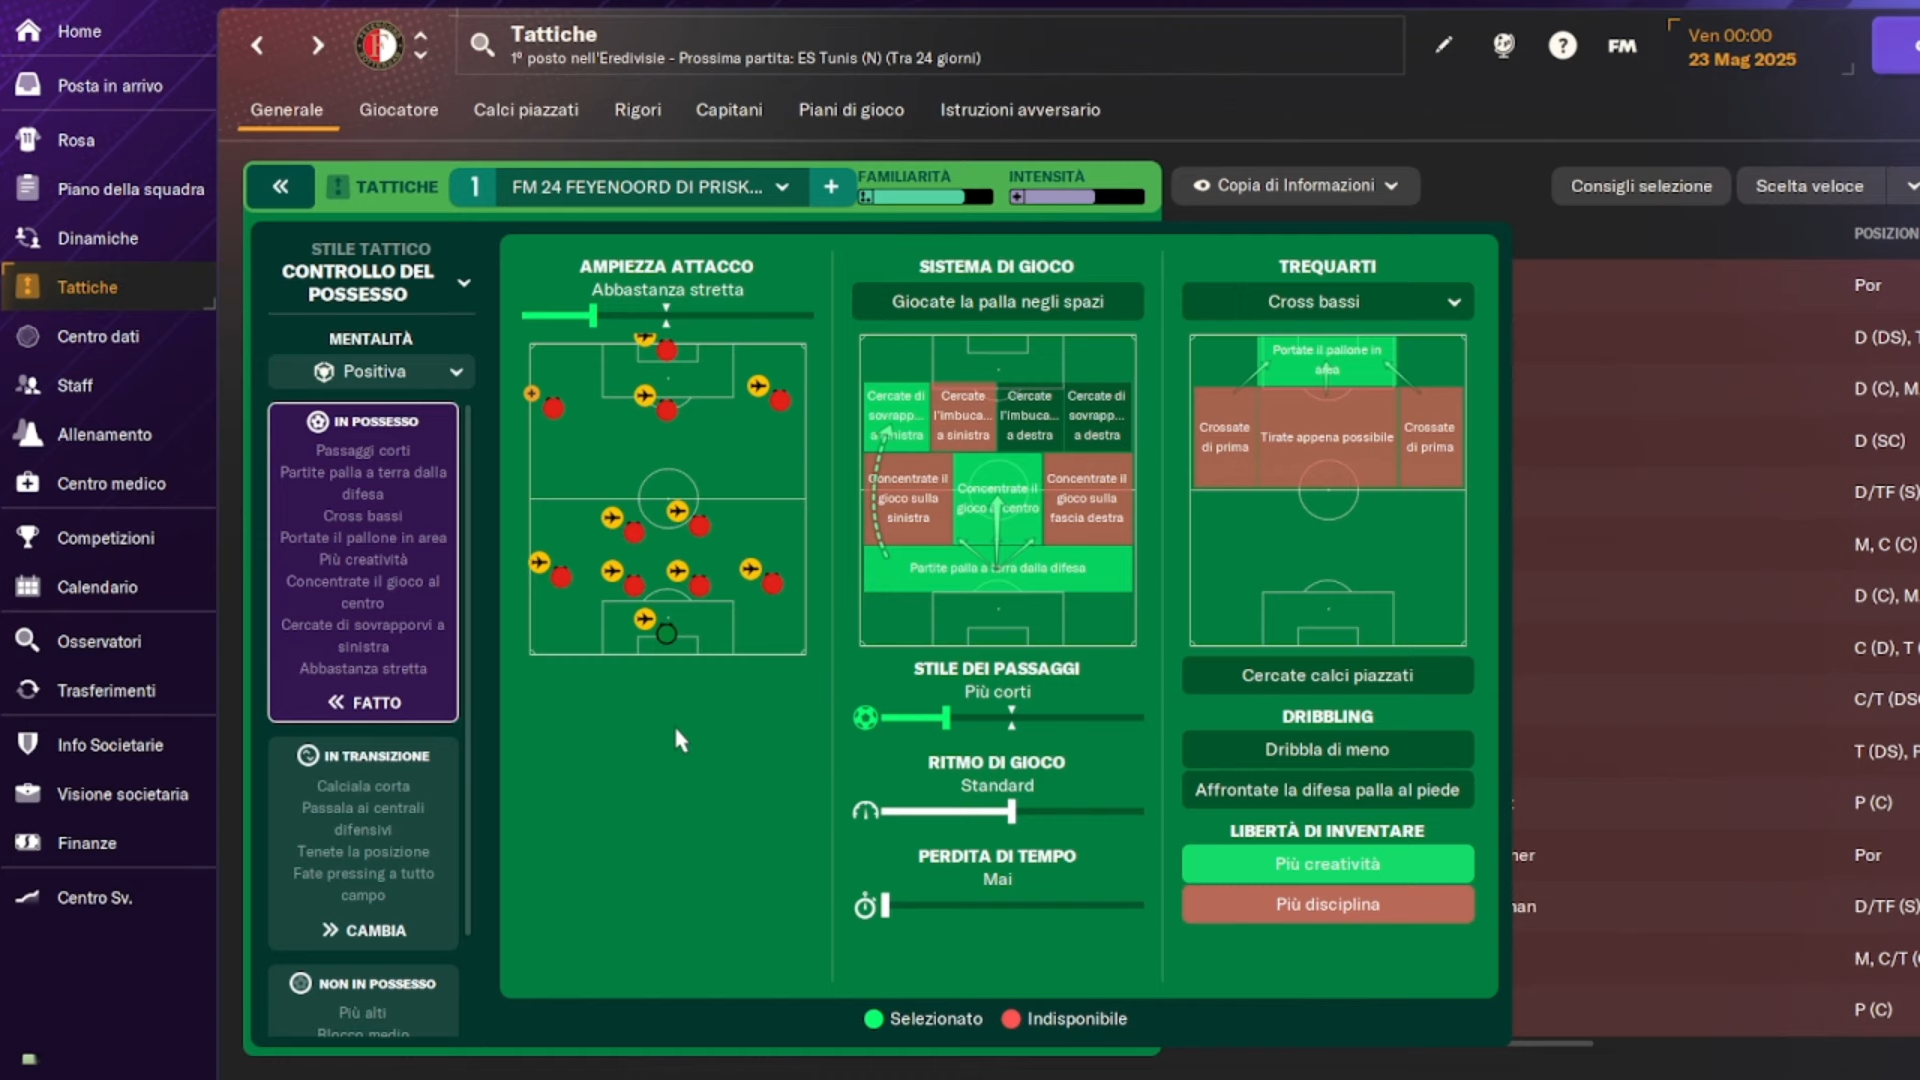 Home
Posta in arrivo
Rosa
Piano della squadra
Dinamiche
Tattiche
Centro dati
Staff
Allenamento
Centro medico
Competizioni
Calendario
Osservatori
Trasferimenti
Info Societarie
Visione societaria
Finanze
Centro Sv.
Tattiche
1º posto nell'Eredivisie - Prossima partita: ES Tunis (N) (Tra 24 giorni)
FM
Ven 00:00
23 Mag 2025
Generale
Giocatore
Calci piazzati
Rigori
Capitani
Piani di gioco
Istruzioni avversario
TATTICHE
1
FM 24 FEYENOORD DI PRISK...
FAMILIARITÀ
INTENSITÀ
Copia di Informazioni
Consigli selezione
Scelta veloce
STILE TATTICO
CONTROLLO DEL
POSSESSO
MENTALITÀ
Positiva
IN POSSESSO
Passaggi corti
Partite palla a terra dalla
difesa
Cross bassi
Portate il pallone in area
Più creatività
Concentrate il gioco al
centro
Cercate di sovrapporvi a
sinistra
Abbastanza stretta
FATTO
IN TRANSIZIONE
Calciala corta
Passala ai centrali
difensivi
Tenete la posizione
Fate pressing a tutto
campo
CAMBIA
NON IN POSSESSO
Più alti
Blocco medio
AMPIEZZA ATTACCO
Abbastanza stretta
SISTEMA DI GIOCO
Giocate la palla negli spazi
Cercate di
sovrapp...
a sinistra
Cercate
l'imbuca...
a sinistra
Cercate
l'imbuca...
a destra
Cercate di
sovrapp...
a destra
Concentrate il
gioco sulla
sinistra
Concentrate il
gioco al centro
Concentrate il
gioco sulla
fascia destra
Partite palla a terra dalla difesa
STILE DEI PASSAGGI
Più corti
RITMO DI GIOCO
Standard
PERDITA DI TEMPO
Mai
TREQUARTI
Cross bassi
Portate il pallone in
area
Crossate
di prima
Tirate appena possibile
Crossate
di prima
Cercate calci piazzati
DRIBBLING
Dribbla di meno
Affrontate la difesa palla al piede
LIBERTÀ DI INVENTARE
Più creatività
Più disciplina
Selezionato
Indisponibile
POSIZION
Por
D (DS), T
D (C), M
D (SC)
D/TF (S)
M, C (C)
D (C), M
C (D), T (
C/T (DS
T (DS), P
P (C)
ner
Por
nan
D/TF (S)
M, C/T (
P (C)